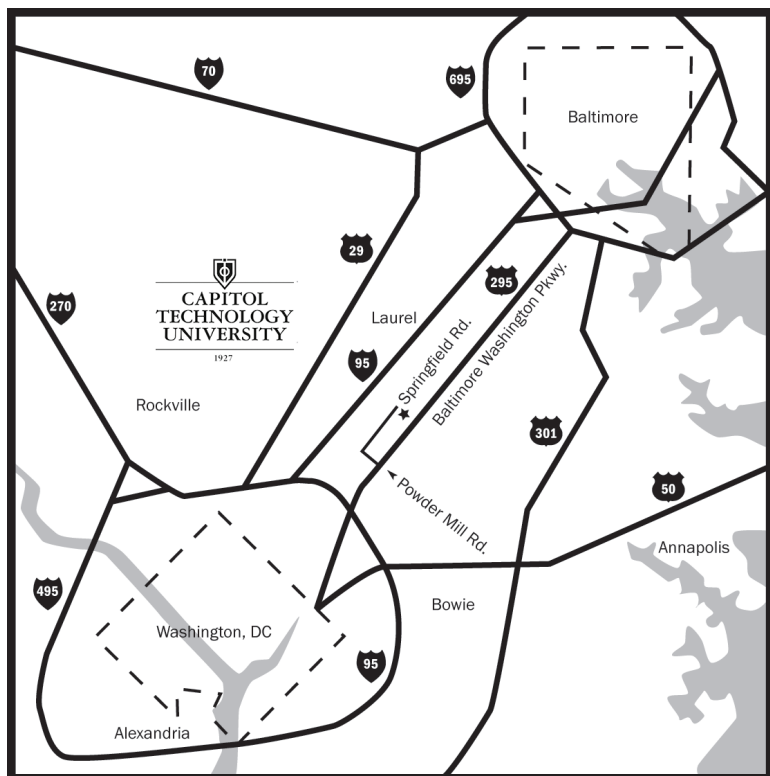 70
695
Baltimore
29
295
CAPITOL
TECHNOLOGY
UNIVERSITY
1927
270
Laurel
95
Springfield Rd.
Baltimore Washington Pkwy.
Rockville
301
50
Powder Mill Rd.
Annapolis
495
Bowie
Washington, DC
95
Alexandria